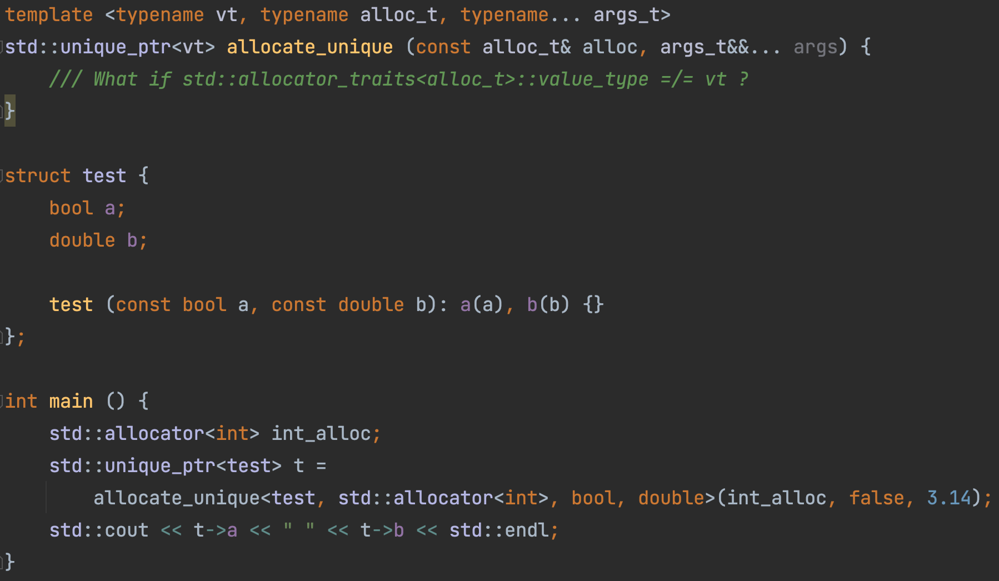 template <typename vt, typename alloc_t, typename... args_t>
std::unique_ptr<vt> allocate_unique (const alloc_t& alloc, args_t&&... args) {
    /// What if std::allocator_traits<alloc_t>::value_type =/= vt ?
}
struct test {
    bool a;
    double b;
    test (const bool a, const double b): a(a), b(b) {}
};
int main () {
    std::allocator<int> int_alloc;
    std::unique_ptr<test> t =
        allocate_unique<test, std::allocator<int>, bool, double>(int_alloc, false, 3.14);
    std::cout << t->a << " " << t->b << std::endl;
}